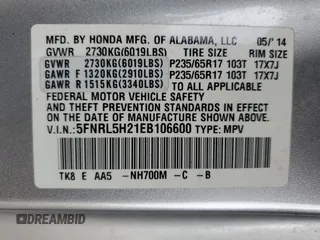 MFD. BY HONDA MFG. OF ALABAMA, LLC 05/'14
GVWR 2730KG(6019LBS) TIRE SIZE RIM SIZE
GVWR 2730KG(6019LBS) P235/65R17 103T 17X7J
GAWR F 1320KG(2910LBS) P235/65R17 103T 17X7J
GAWR R 1515KG(3340LBS) TO ALL APPLICABLE
FEDERAL MOTOR VEHICLE SAFETY AND THEFT
PREVENTION STANDARDS IN EFFECT ON THE
DATE OF MANUFACTURE SHOWN ABOVE.
V.I.N: 5FNRL5H21EB106600 TYPE: MPV
TK8 E AA5 -NH700M -C -B
DREAMBID